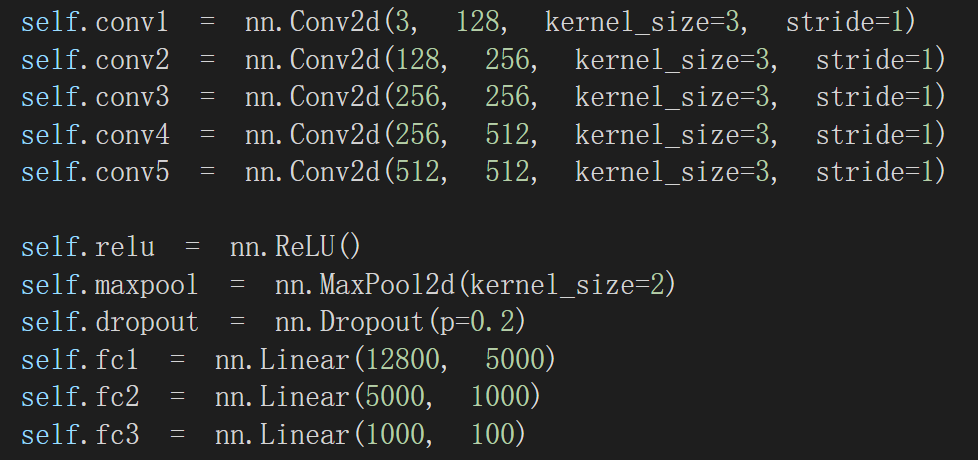 self.conv1 = nn.Conv2d(3, 128, kernel_size=3, stride=1)
self.conv2 = nn.Conv2d(128, 256, kernel_size=3, stride=1)
self.conv3 = nn.Conv2d(256, 256, kernel_size=3, stride=1)
self.conv4 = nn.Conv2d(256, 512, kernel_size=3, stride=1)
self.conv5 = nn.Conv2d(512, 512, kernel_size=3, stride=1)
self.relu = nn.ReLU()
self.maxpool = nn.MaxPool2d(kernel_size=2)
self.dropout = nn.Dropout(p=0.2)
self.fc1 = nn.Linear(12800, 5000)
self.fc2 = nn.Linear(5000, 1000)
self.fc3 = nn.Linear(1000, 100)